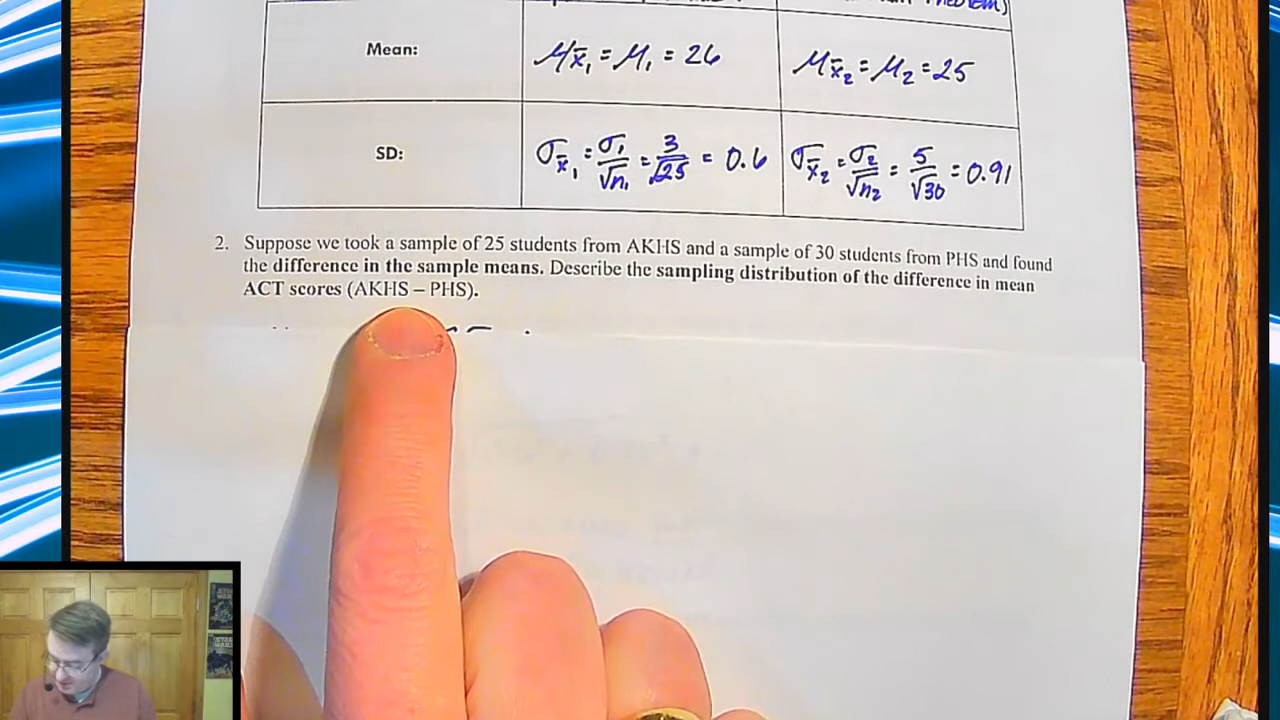 Theorem)
Mean:
μx̄₁ = μ₁ = 26
μx̄₂ = μ₂ = 25
SD:
σx̄₁ = σ₁/√n₁ = 3/√25 = 0.6
σx̄₂ = σ₂/√n₂ = 5/√30 = 0.91
2. Suppose we took a sample of 25 students from AKHS and a sample of 30 students from PHS and found
the difference in the sample means. Describe the sampling distribution of the difference in mean
ACT scores (AKHS – PHS).